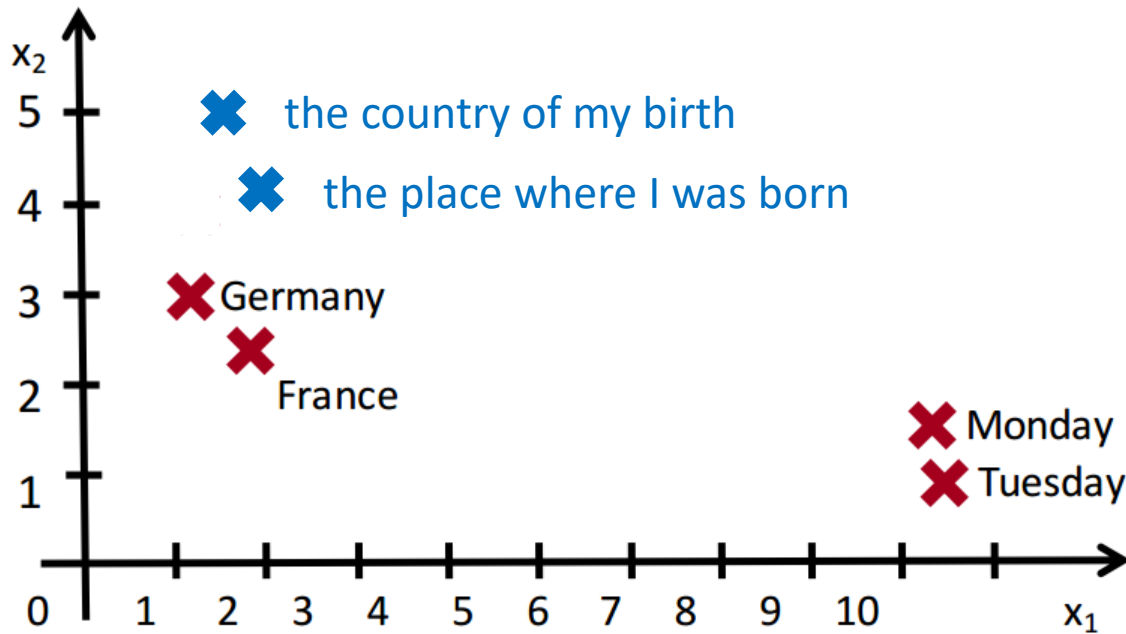 x₂
5 the country of my birth
4 the place where I was born
3 Germany
2 France
Monday
1 Tuesday
0 1 2 3 4 5 6 7 8 9 10 x₁